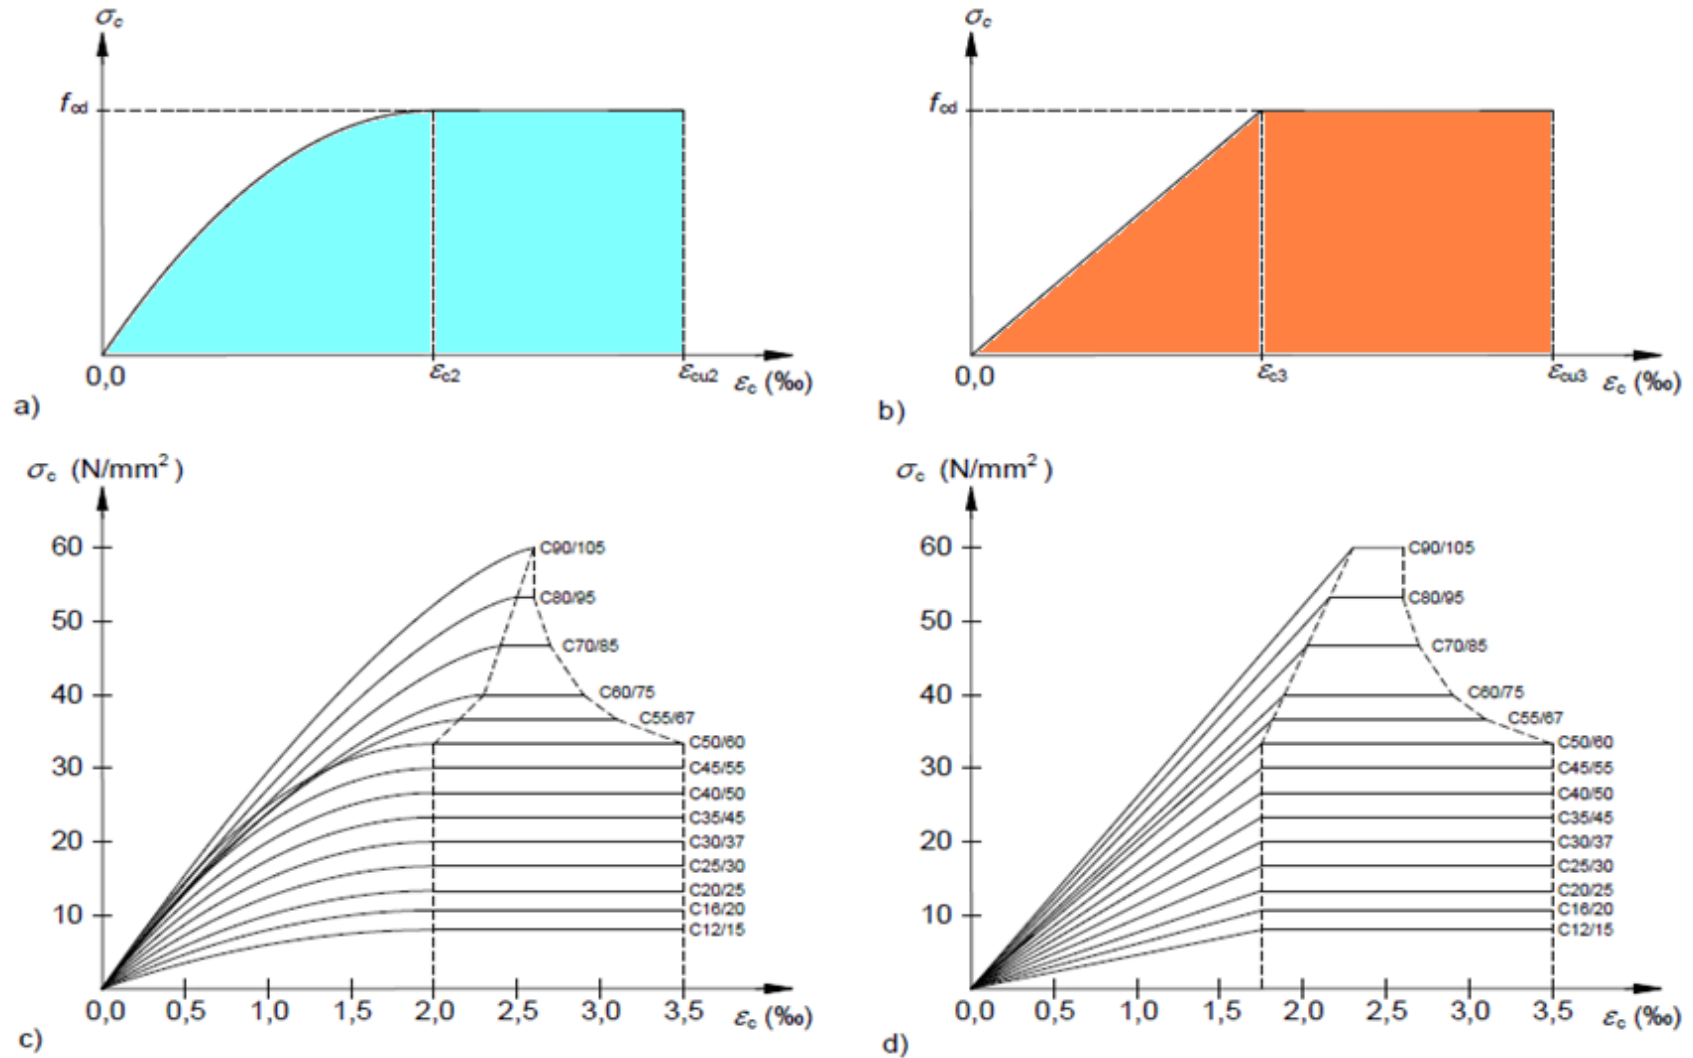 σc
fcd
0,0
εc2
εcu2
εc (‰)
a)
σc
fcd
0,0
εc3
εcu3
εc (‰)
b)
σc (N/mm²)
60
50
40
30
20
10
C90/105
C80/95
C70/85
C60/75
C55/67
C50/60
C45/55
C40/50
C35/45
C30/37
C25/30
C20/25
C16/20
C12/15
0,0 0,5 1,0 1,5 2,0 2,5 3,0 3,5 εc (‰)
c)
σc (N/mm²)
60
50
40
30
20
10
C90/105
C80/95
C70/85
C60/75
C55/67
C50/60
C45/55
C40/50
C35/45
C30/37
C25/30
C20/25
C16/20
C12/15
0,0 0,5 1,0 1,5 2,0 2,5 3,0 3,5 εc (‰)
d)